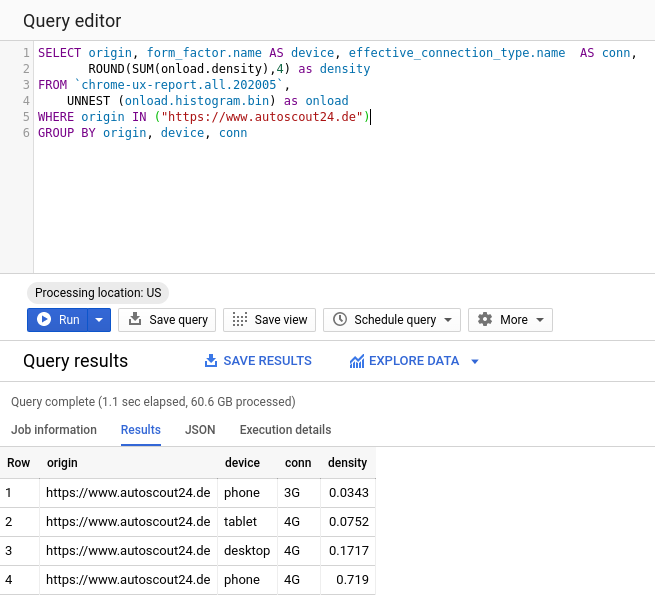 Query editor
1 SELECT origin, form_factor.name AS device, effective_connection_type.name  AS conn,
2        ROUND(SUM(onload.density),4) as density
3 FROM `chrome-ux-report.all.202005`,
4     UNNEST (onload.histogram.bin) as onload
5 WHERE origin IN ("https://www.autoscout24.de")
6 GROUP BY origin, device, conn
Processing location: US
Run Save query Save view Schedule query More
Query results SAVE RESULTS EXPLORE DATA
Query complete (1.1 sec elapsed, 60.6 GB processed)
Job information Results JSON Execution details
Row origin device conn density
1 https://www.autoscout24.de phone 3G 0.0343
2 https://www.autoscout24.de tablet 4G 0.0752
3 https://www.autoscout24.de desktop 4G 0.1717
4 https://www.autoscout24.de phone 4G 0.719